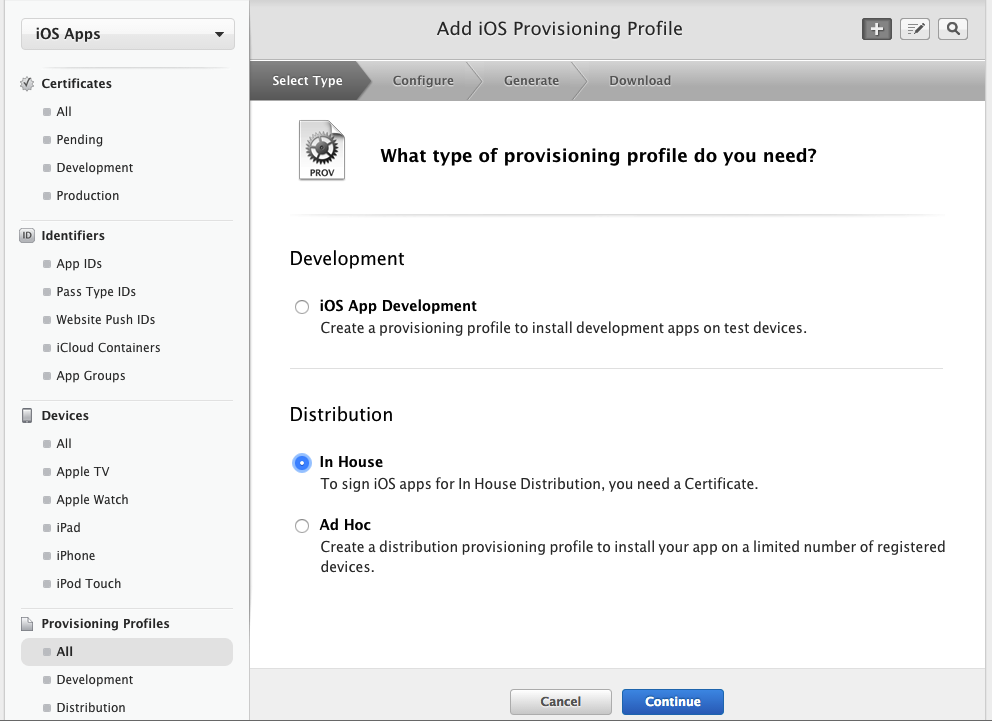 iOS Apps
Add iOS Provisioning Profile
Select Type
Configure
Generate
Download
Certificates
All
Pending
Development
Production
ID Identifiers
App IDs
Pass Type IDs
Website Push IDs
iCloud Containers
App Groups
Devices
All
Apple TV
Apple Watch
iPad
iPhone
iPod Touch
Provisioning Profiles
All
Development
Distribution
PROV
What type of provisioning profile do you need?
Development
iOS App Development
Create a provisioning profile to install development apps on test devices.
Distribution
In House
To sign iOS apps for In House Distribution, you need a Certificate.
Ad Hoc
Create a distribution provisioning profile to install your app on a limited number of registered
devices.
Cancel
Continue